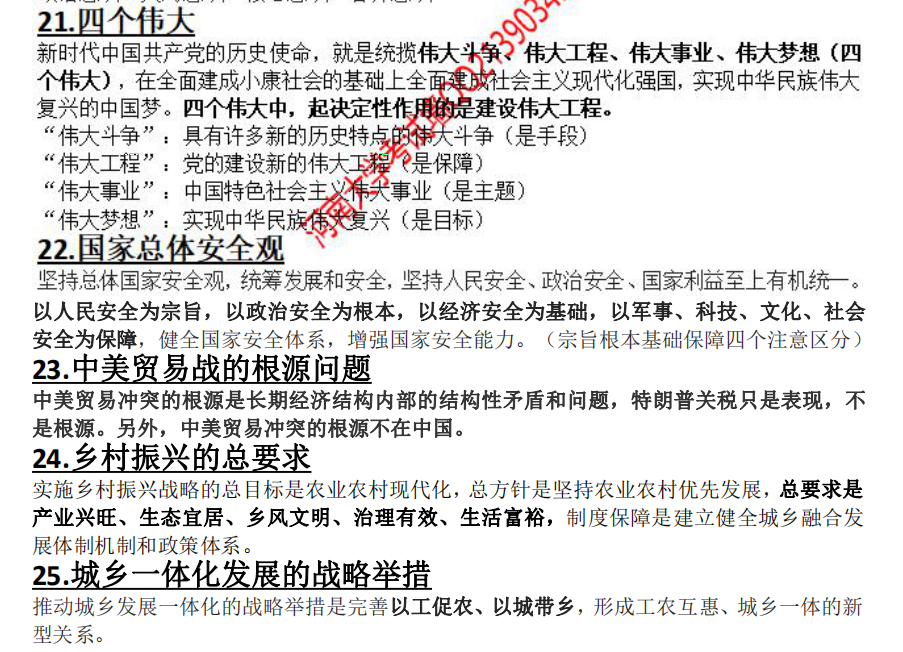 21.四个伟大
新时代中国共产党的历史使命，就是统揽伟大斗争、伟大工程、伟大事业、伟大梦想（四
个伟大），在全面建成小康社会的基础上全面建成社会主义现代化强国，实现中华民族伟大
复兴的中国梦。四个伟大中，起决定性作用的是建设伟大工程。
“伟大斗争”：具有许多新的历史特点的伟大斗争（是手段）
“伟大工程”：党的建设新的伟大工程（是保障）
“伟大事业”：中国特色社会主义伟大事业（是主题）
“伟大梦想”：实现中华民族伟大复兴（是目标）
22.国家总体安全观
坚持总体国家安全观，统筹发展和安全，坚持人民安全、政治安全、国家利益至上有机统一。
以人民安全为宗旨，以政治安全为根本，以经济安全为基础，以军事、科技、文化、社会
安全为保障，健全国家安全体系，增强国家安全能力。（宗旨根本基础保障四个注意区分）
23.中美贸易战的根源问题
中美贸易冲突的根源是长期经济结构内部的结构性矛盾和问题，特朗普关税只是表现，不
是根源。另外，中美贸易冲突的根源不在中国。
24.乡村振兴的总要求
实施乡村振兴战略的总目标是农业农村现代化，总方针是坚持农业农村优先发展，总要求是
产业兴旺、生态宜居、乡风文明、治理有效、生活富裕，制度保障是建立健全城乡融合发
展体制机制和政策体系。
25.城乡一体化发展的战略举措
推动城乡发展一体化的战略举措是完善以工促农、以城带乡，形成工农互惠、城乡一体的新
型关系。